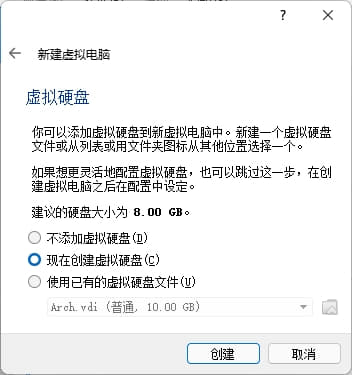 ?
新建虚拟电脑
虚拟硬盘
你可以添加虚拟硬盘到新虚拟电脑中。新建一个虚拟硬盘
文件或从列表或用文件夹图标从其他位置选择一个。
如果想更灵活地配置虚拟硬盘，也可以跳过这一步，在创
建虚拟电脑之后在配置中设定。
建议的硬盘大小为 8.00 GB。
不添加虚拟硬盘(D)
现在创建虚拟硬盘(C)
使用已有的虚拟硬盘文件(U)
Arch.vdi (普通, 10.00 GB)
创建
取消